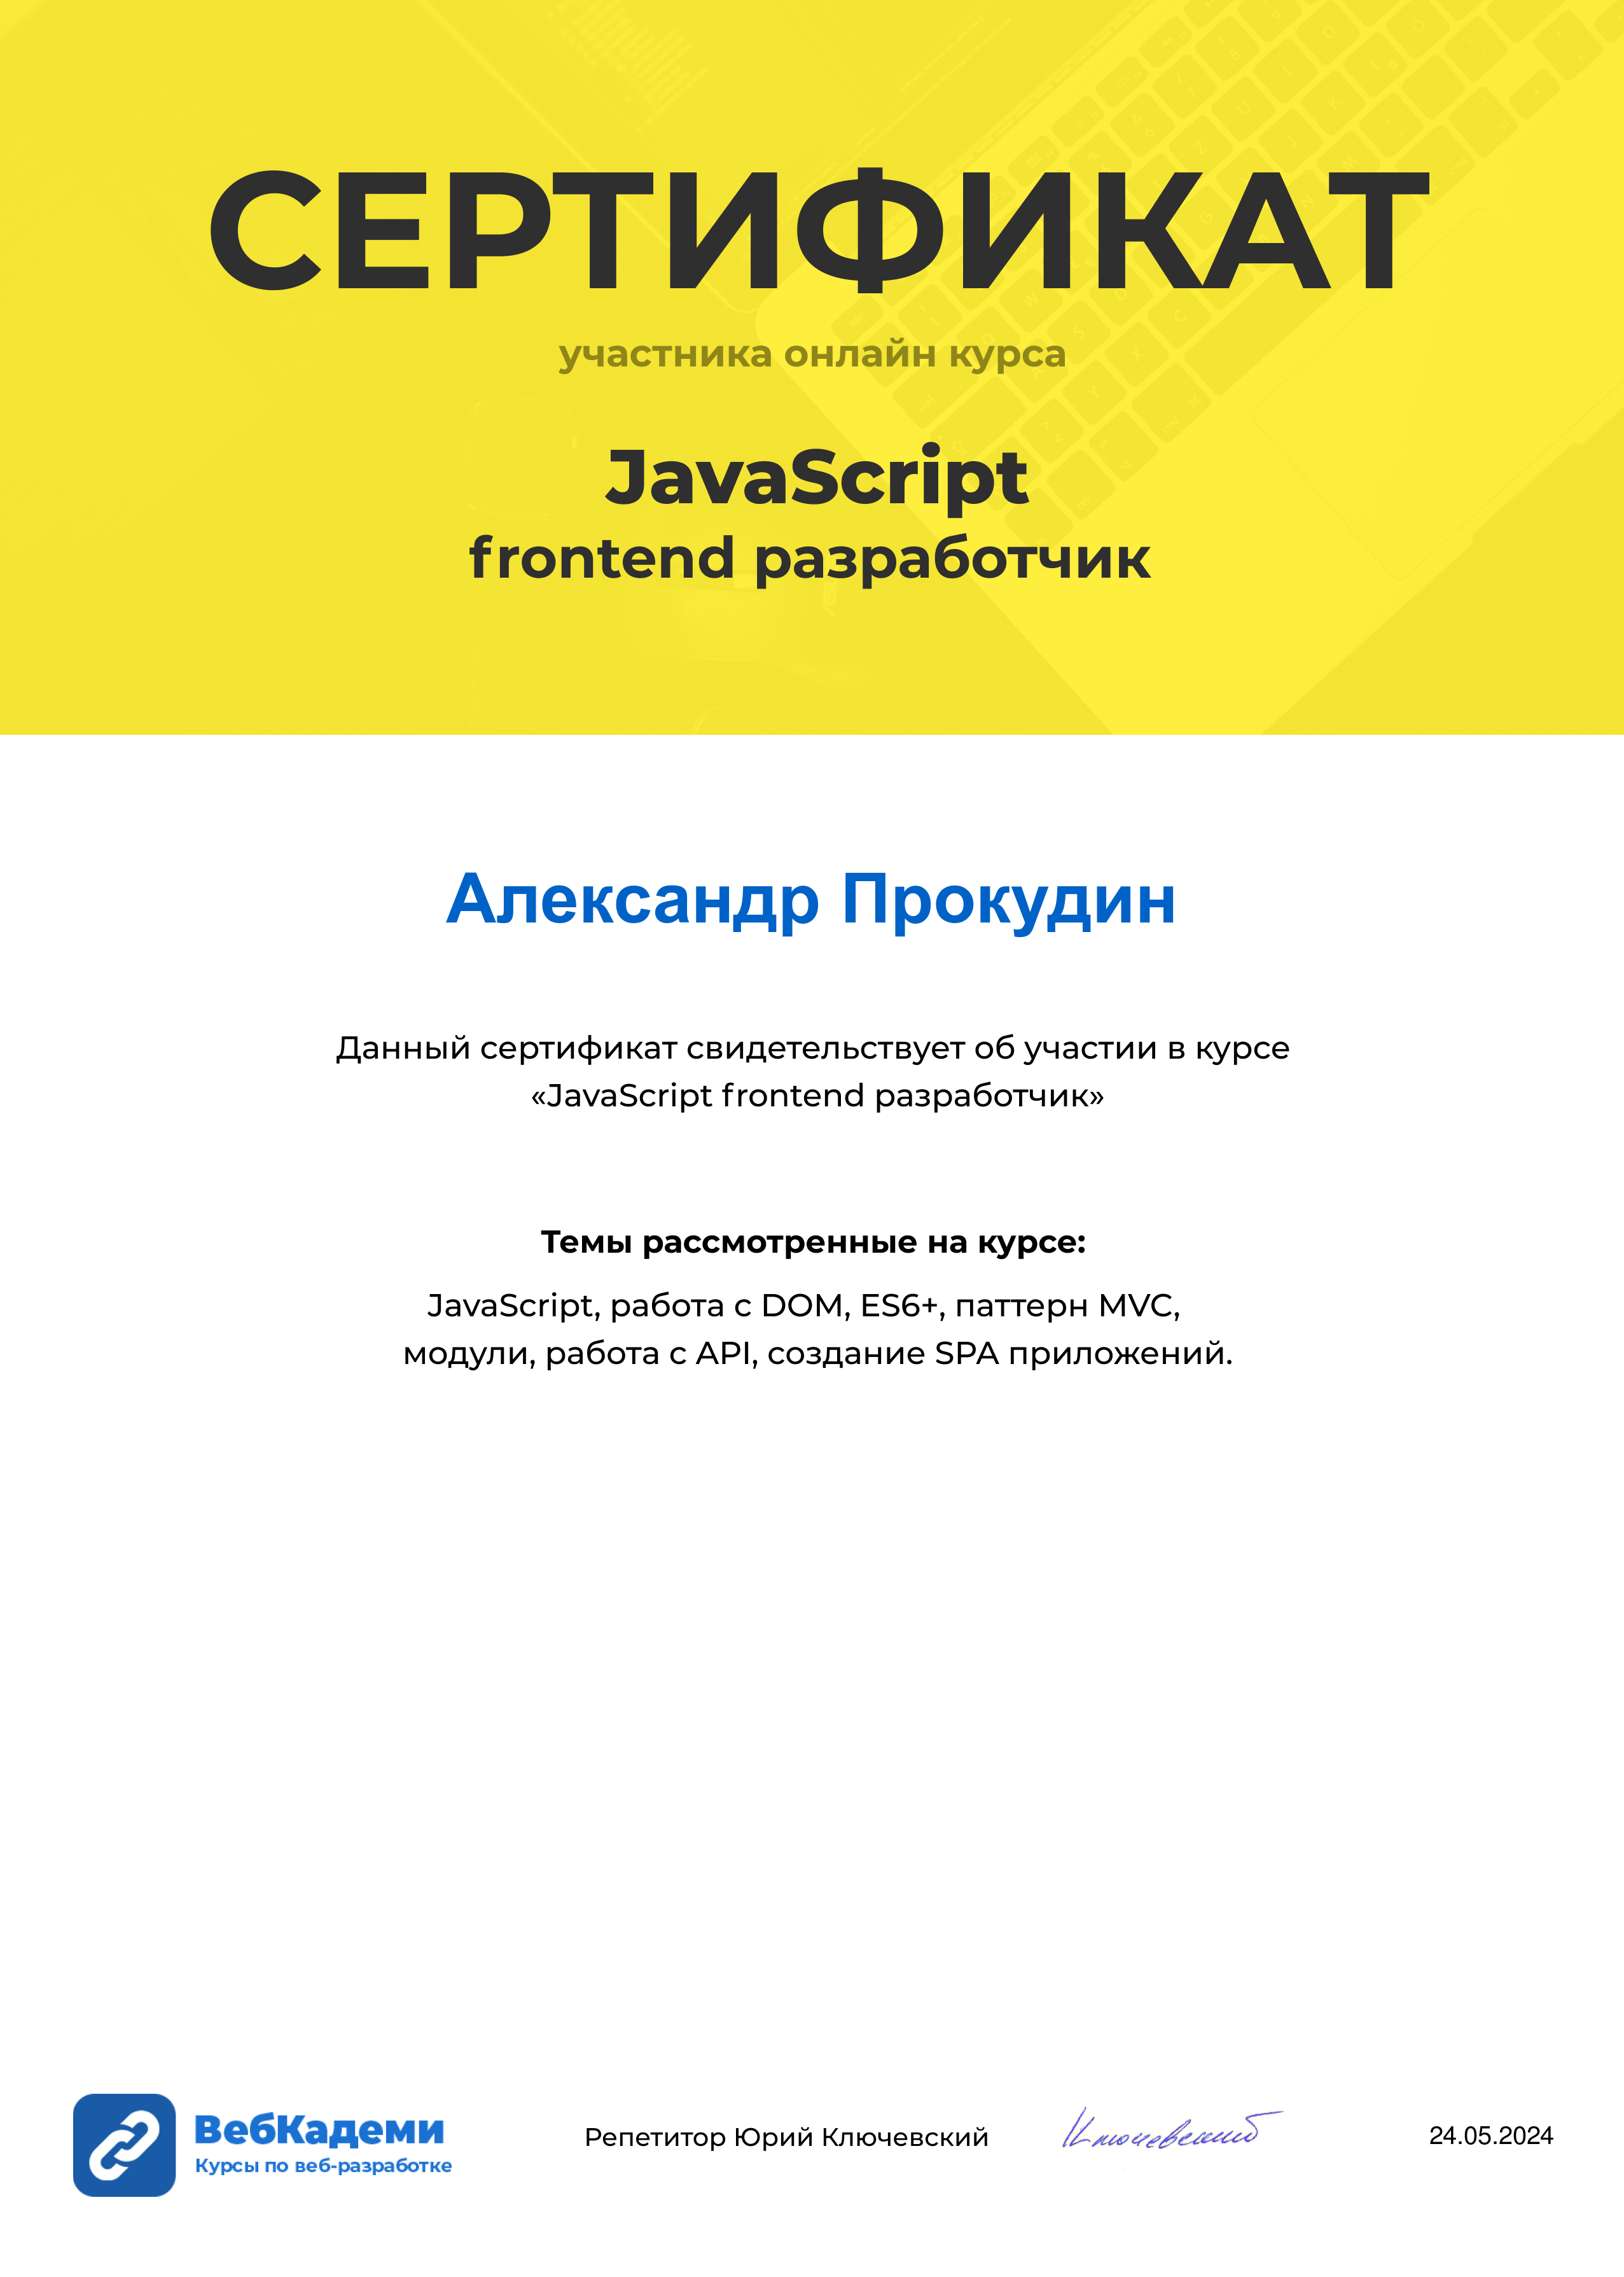 СЕРТИФИКАТ
участника онлайн курса
JavaScript
frontend разработчик
Александр Прокудин
Данный сертификат свидетельствует об участии в курсе
«JavaScript frontend разработчик»
Темы рассмотренные на курсе:
JavaScript, работа с DOM, ES6+, паттерн MVC,
модули, работа с API, создание SPA приложений.
ВебКадеми
Курсы по веб-разработке
Репетитор Юрий Ключевский
Ключевский
24.05.2024